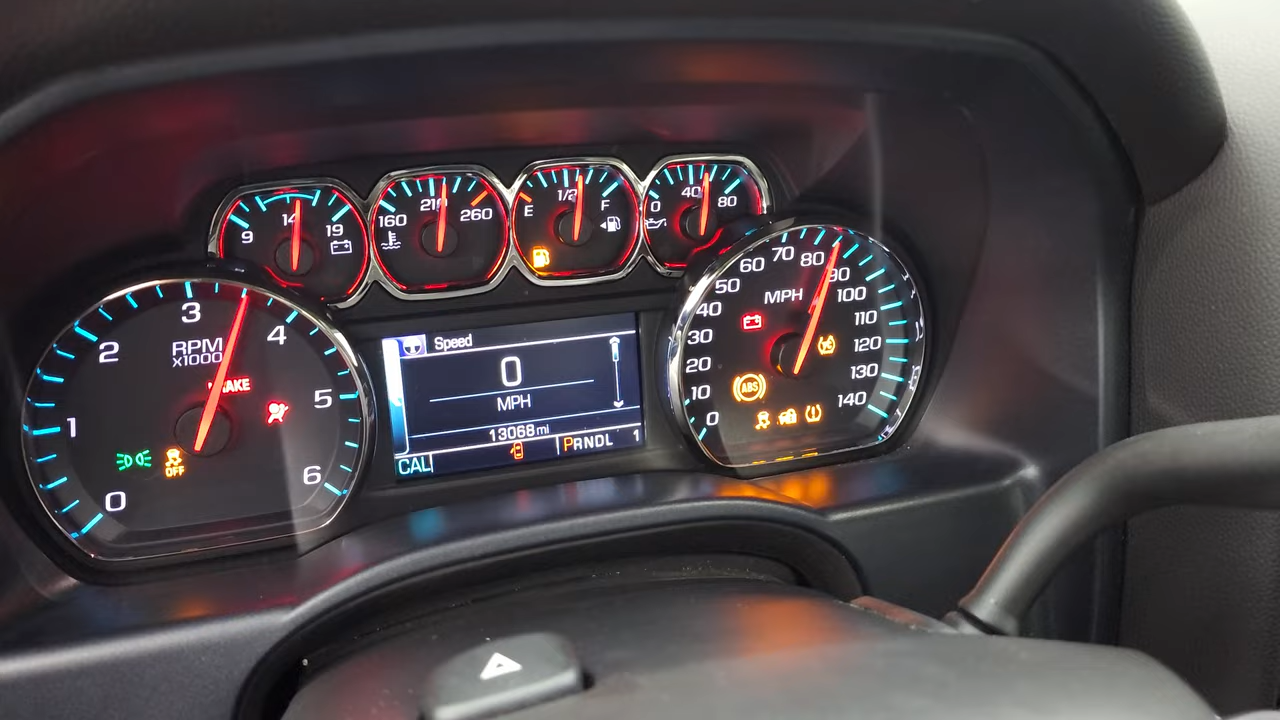 9 14 19
160 210 260
E 1/2 F
0 40 80
0 1 2 3 4 5 6
RPM
x1000
BRAKE
OFF
Speed
0
MPH
13068 mi
CAL
PRNDL 1
0 10 20 30 40 50 60 70 80 90 100 110 120 130 140
MPH
ABS